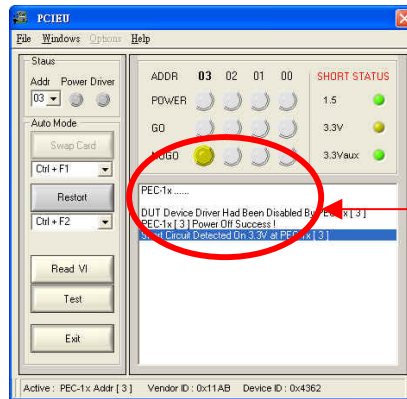 PCIEU
File Windows Options Help
Staus
Addr Power Driver
03
Auto Mode
Swap Card
Ctrl + F1
Restort
Ctrl + F2
Read VI
Test
Exit
ADDR 03 02 01 00 SHORT STATUS
POWER 1.5
GO 3.3V
NOGO 3.3Vaux
PEC-1x ......
DUT Device Driver Had Been Disabled By PEC-1x [ 3 ]
PEC-1x [ 3 ] Power Off Success !
Short Circuit Detected On 3.3V at PEC-1x [ 3 ]
Active : PEC-1x Addr [ 3 ] Vendor ID : 0x11AB Device ID : 0x4362